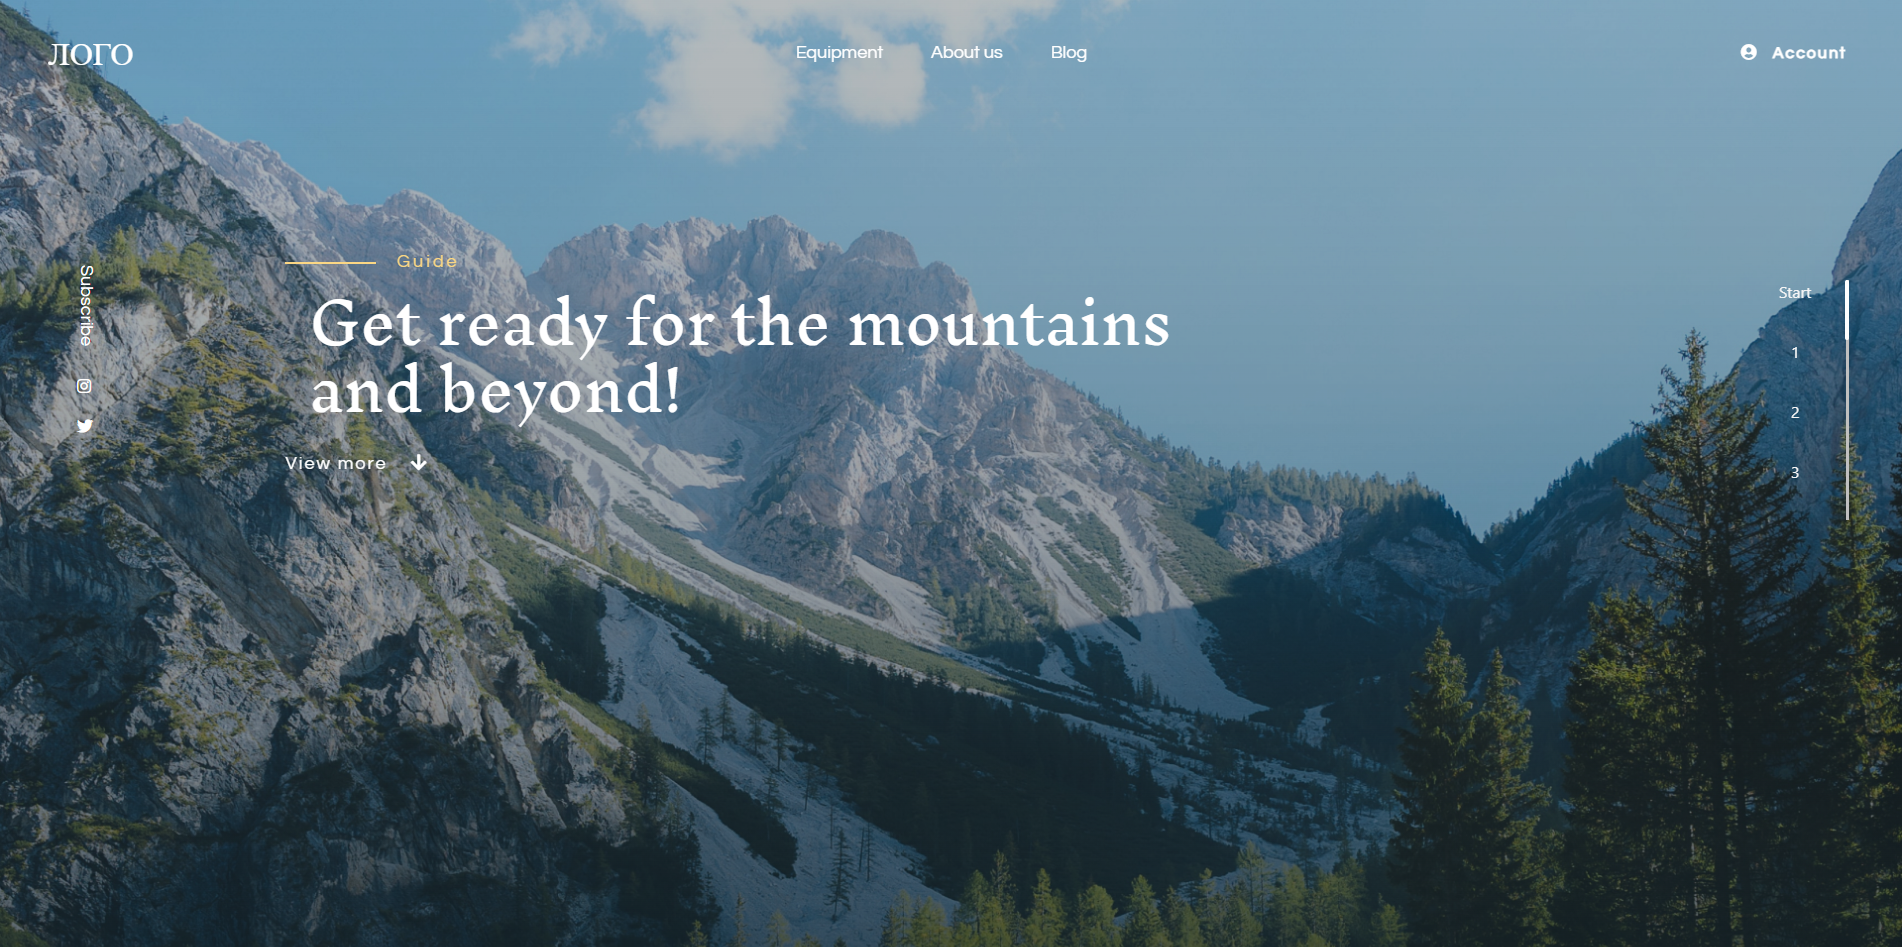 ЛОГО
Equipment
About us
Blog
Account
Guide
Get ready for the mountains
and beyond!
View more
Subscribe
Start
1
2
3